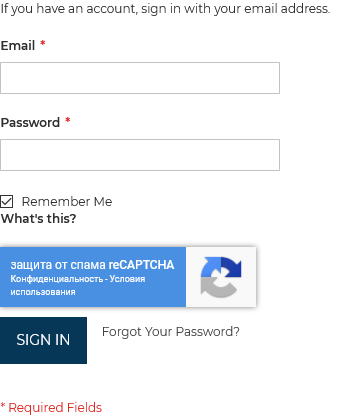 If you have an account, sign in with your email address.
Email *
Password *
Remember Me
What's this?
защита от спама reCAPTCHA
Конфиденциальность - Условия
использования
SIGN IN
Forgot Your Password?
* Required Fields